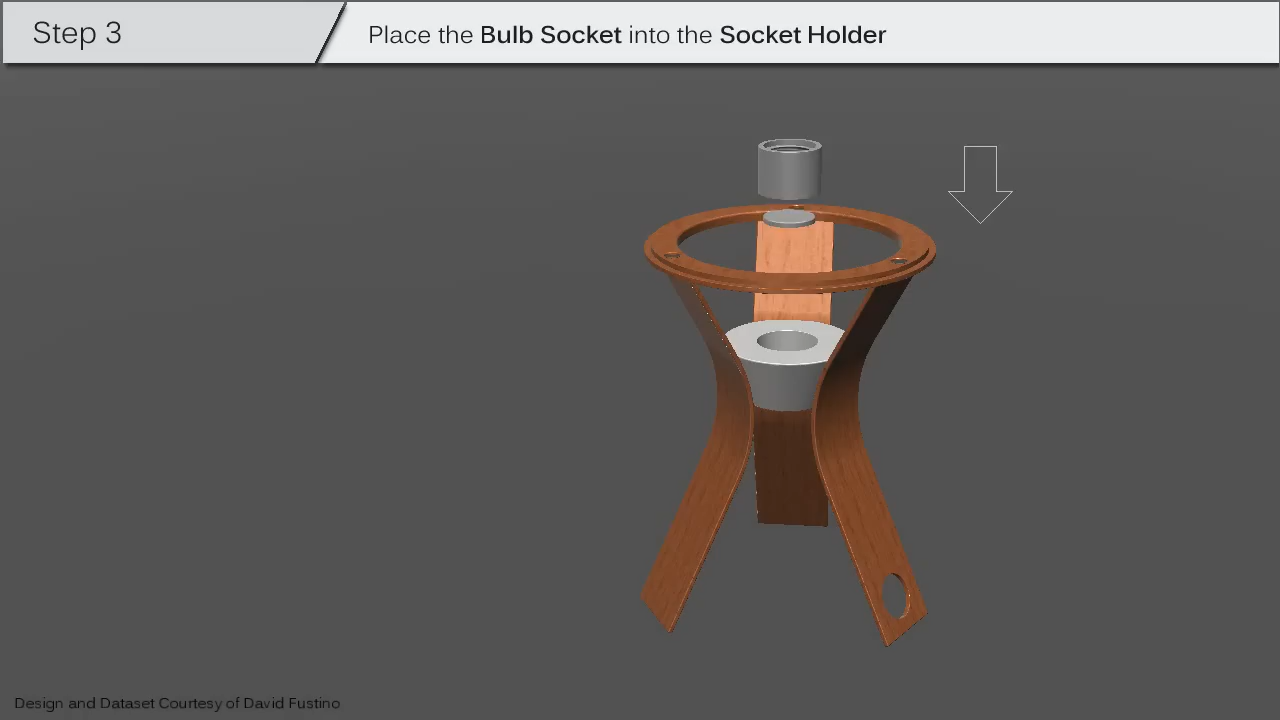 Step 3
Place the Bulb Socket into the Socket Holder
Design and Dataset Courtesy of David Fustino